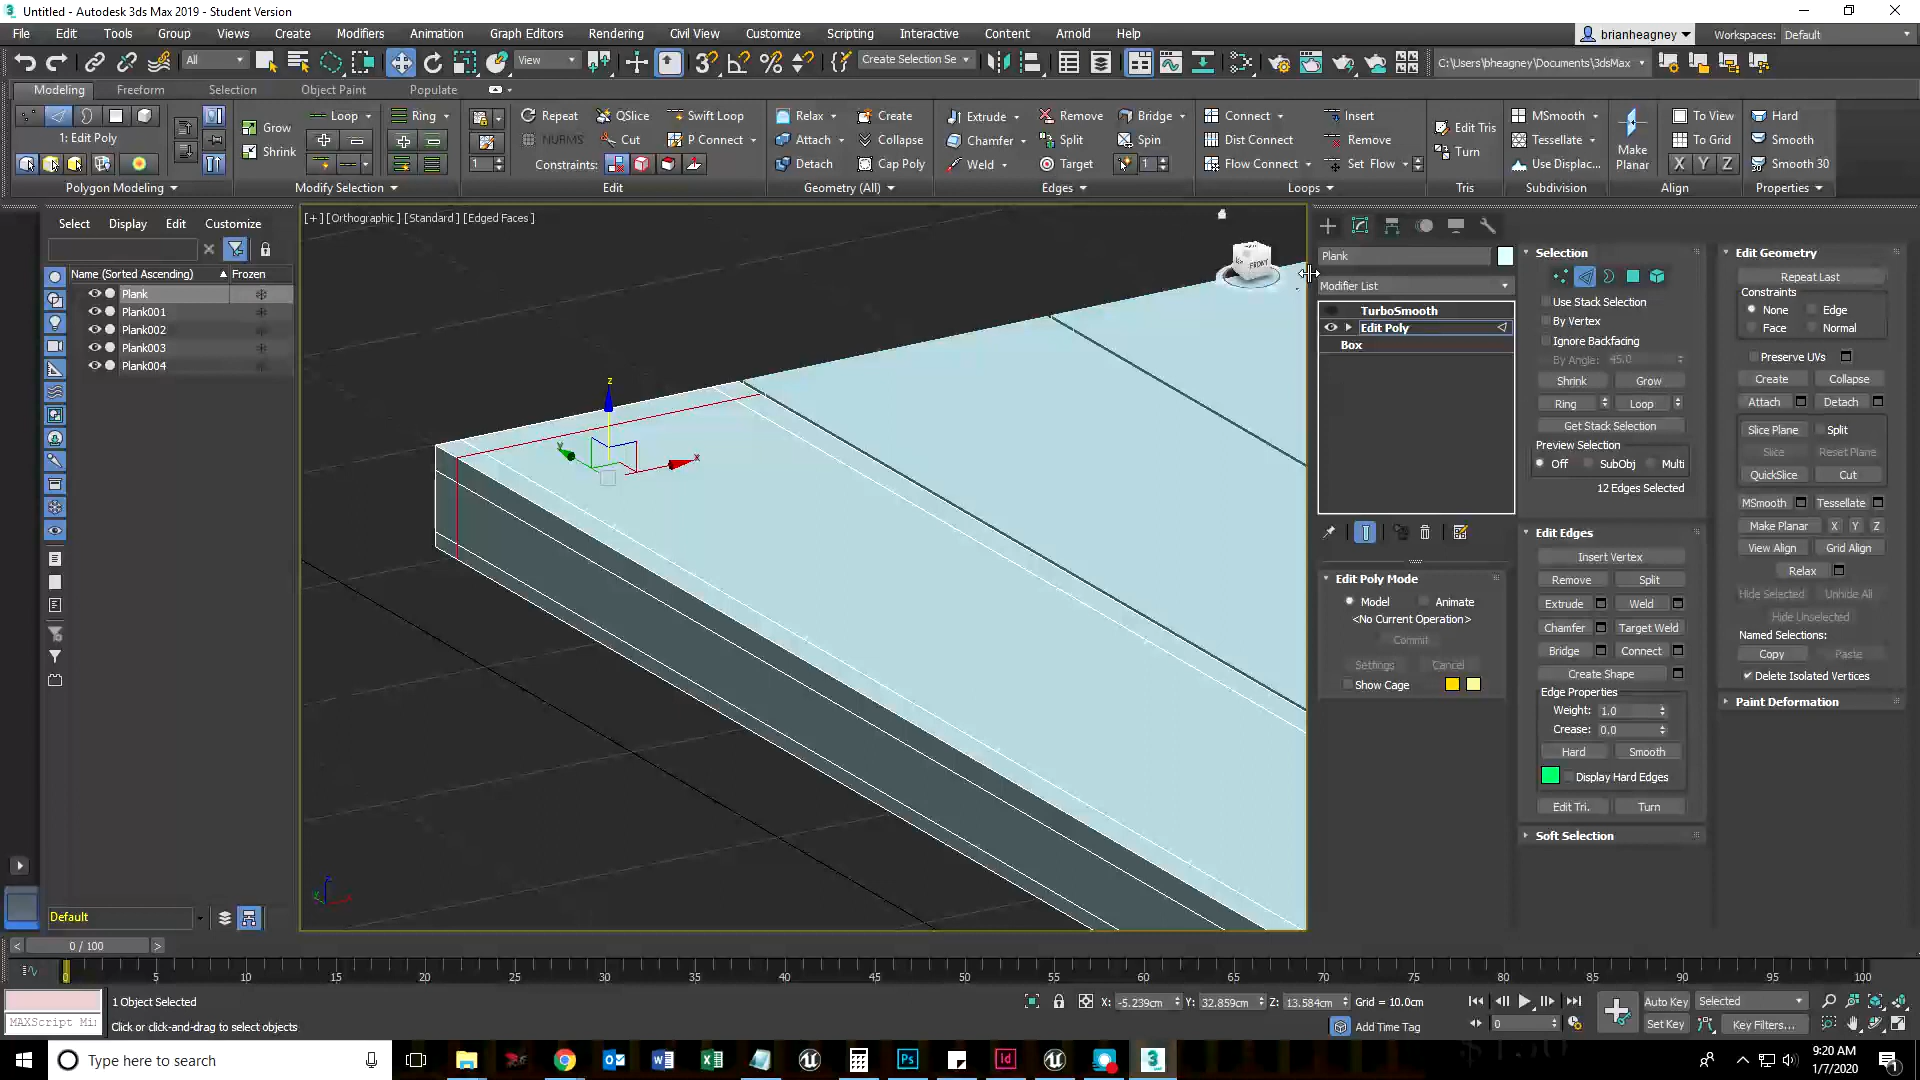 Untitled - Autodesk 3ds Max 2019 - Student Version
File Edit Tools Group Views Create Modifiers Animation Graph Editors Rendering Civil View Customize Scripting Interactive Content Arnold Help
brianheagney Workspaces: Default
All View Create Selection Se C:\Users\bheagney\Documents\3dsMax
Modeling Freeform Selection Object Paint Populate
1: Edit Poly
Polygon Modeling
Grow Loop Ring
Shrink
Modify Selection
Repeat QSlice Swift Loop
NURMS Cut P Connect
1 Constraints:
Edit
Relax Create
Attach Collapse
Detach Cap Poly
Geometry (All)
Extrude Remove Bridge
Chamfer Split Spin
Weld Target 1
Edges
Connect Insert
Dist Connect Remove
Flow Connect Set Flow
Loops
Edit Tris
Turn
Tris
MSmooth
Tessellate
Use Displac...
Subdivision
Make Planar
To View
To Grid
X Y Z
Align
Hard
Smooth
Smooth 30
Properties
Select Display Edit Customize
Name (Sorted Ascending) Frozen
Plank
Plank001
Plank002
Plank003
Plank004
Default
[+] [Orthographic] [Standard] [Edged Faces]
FRONT
z
x
y
Plank
Modifier List
TurboSmooth
Edit Poly
Box
Edit Poly Mode
Model Animate
<No Current Operation>
Commit
Settings Cancel
Show Cage
Selection
Use Stack Selection
By Vertex
Ignore Backfacing
By Angle: 45.0
Shrink Grow
Ring Loop
Get Stack Selection
Preview Selection
Off SubObj Multi
12 Edges Selected
Edit Edges
Insert Vertex
Remove Split
Extrude Weld
Chamfer Target Weld
Bridge Connect
Create Shape
Edge Properties
Weight: 1.0
Crease: 0.0
Hard Smooth
Display Hard Edges
Edit Tri. Turn
Soft Selection
Edit Geometry
Repeat Last
Constraints
None Edge
Face Normal
Preserve UVs
Create Collapse
Attach Detach
Slice Plane Split
Slice Reset Plane
QuickSlice Cut
MSmooth Tessellate
Make Planar X Y Z
View Align Grid Align
Relax
Hide Selected Unhide All
Hide Unselected
Named Selections:
Copy Paste
Delete Isolated Vertices
Paint Deformation
0 / 100
0 5 10 15 20 25 30 35 40 45 50 55 60 65 70 75 80 85 90 95 100
MAXScript Mi
1 Object Selected
Click or click-and-drag to select objects
X: -5.239cm Y: 32.859cm Z: 13.584cm Grid = 10.0cm
Add Time Tag
0
Auto Key Selected
Set Key Key Filters...
Type here to search
9:20 AM
1/7/2020